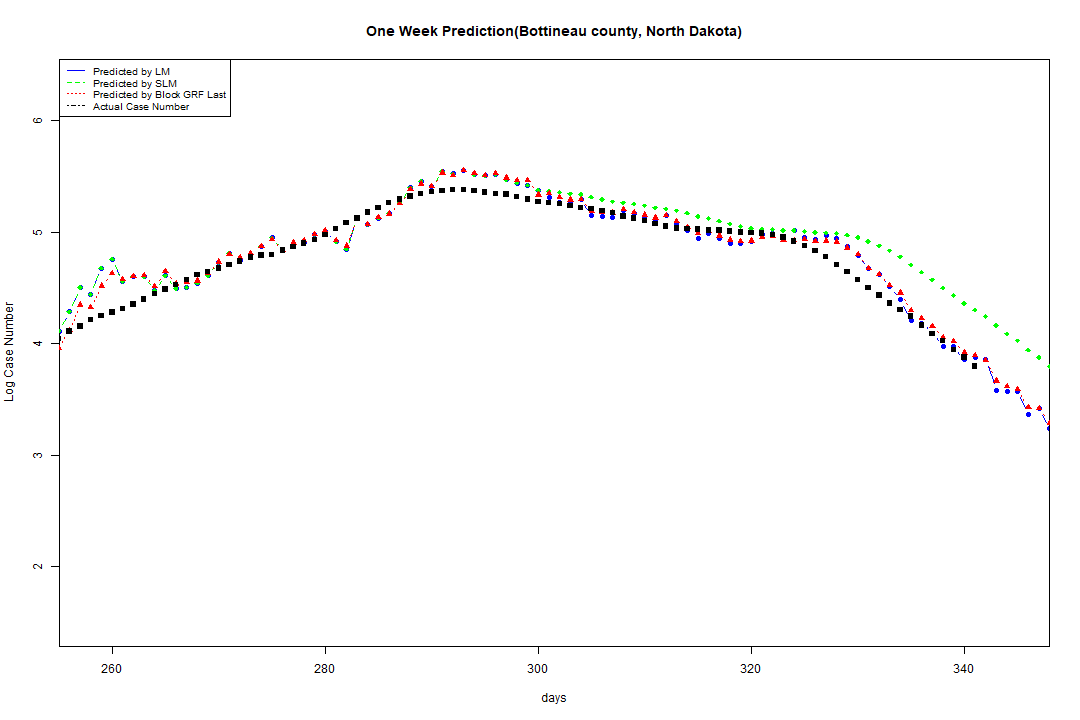 One Week Prediction(Bottineau county, North Dakota)
Predicted by LM
Predicted by SLM
Predicted by Block GRF Last
Actual Case Number
6
5
4
3
2
Log Case Number
260 280 300 320 340
days